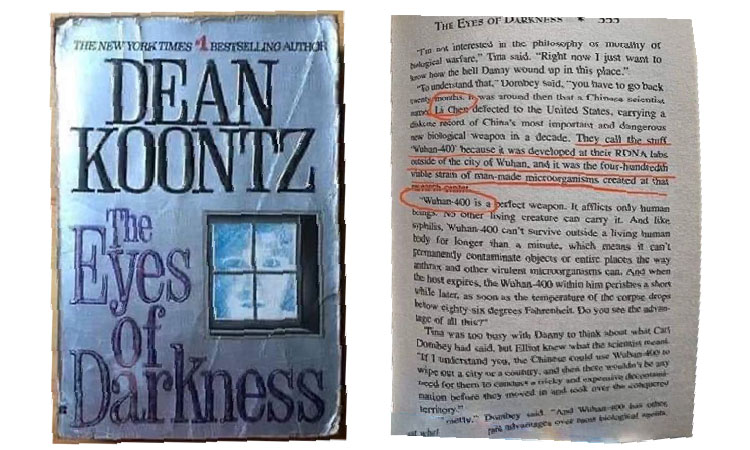 THE NEW YORK TIMES #1 BESTSELLING AUTHOR
DEAN
KOONTZ
The
Eyes
of
Darkness
THE EYES OF DARKNESS •
"I'm not interested in the philosophy or morality of
biological warfare," Tina said. "Right now I just want to
know how the hell Danny wound up in this place."
"To understand that," Dombey said, "you have to go back
twenty months. It was around then that a Chinese scientist
named Li Chen defected to the United States, carrying a
diskette record of China's most important and dangerous
new biological weapon in a decade. They call the stuff
'Wuhan-400' because it was developed at their RDNA labs
outside of the city of Wuhan, and it was the four-hundredth
viable strain of man-made microorganisms created at that
research center.
"Wuhan-400 is a perfect weapon. It afflicts only human
beings. No other living creature can carry it. And like
syphilis, Wuhan-400 can't survive outside a living human
body for longer than a minute, which means it can't
permanently contaminate objects or entire places the way
anthrax and other virulent microorganisms can. And when
the host expires, the Wuhan-400 within him perishes a short
while later, as soon as the temperature of the corpse drops
below eighty-six degrees Fahrenheit. Do you see the advan-
tage of all this?"
Tina was too busy with Danny to think about what Carl
Dombey had said, but Elliot knew what the scientist meant.
"If I understand you, the Chinese could use Wuhan-400 to
wipe out a city or a country, and then there wouldn't be any
need for them to conduct a tricky and expensive decontami-
nation before they moved in and took over the conquered
territory."
Dombey said. "And Wuhan-400 has other,
advantages over most biological agents.